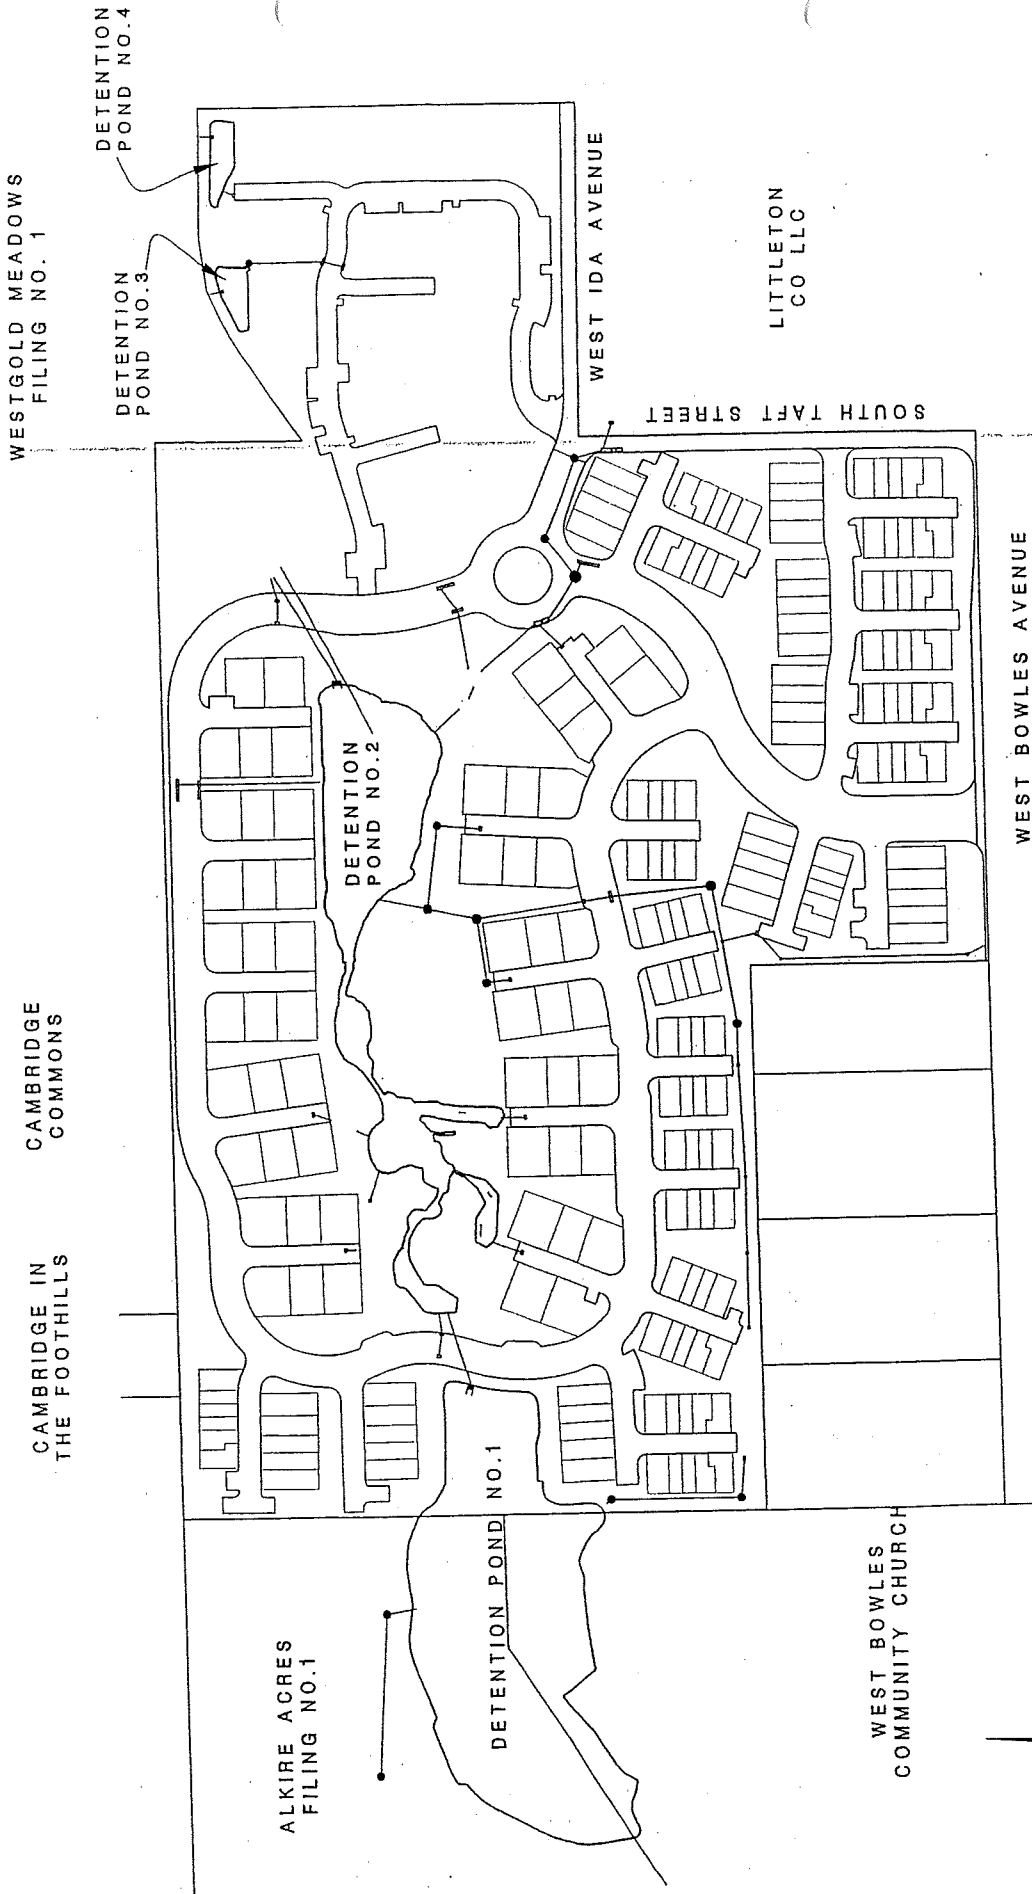 WESTGOLD MEADOWS
FILING NO. 1
DETENTION
POND NO.4
DETENTION
POND NO.3
WEST IDA AVENUE
LITTLETON
CO LLC
SOUTH TAFT STREET
WEST BOWLES AVENUE
DETENTION
POND NO.2
CAMBRIDGE
COMMONS
CAMBRIDGE IN
THE FOOTHILLS
DETENTION POND NO.1
ALKIRE ACRES
FILING NO.1
WEST BOWLES
COMMUNITY CHURCH